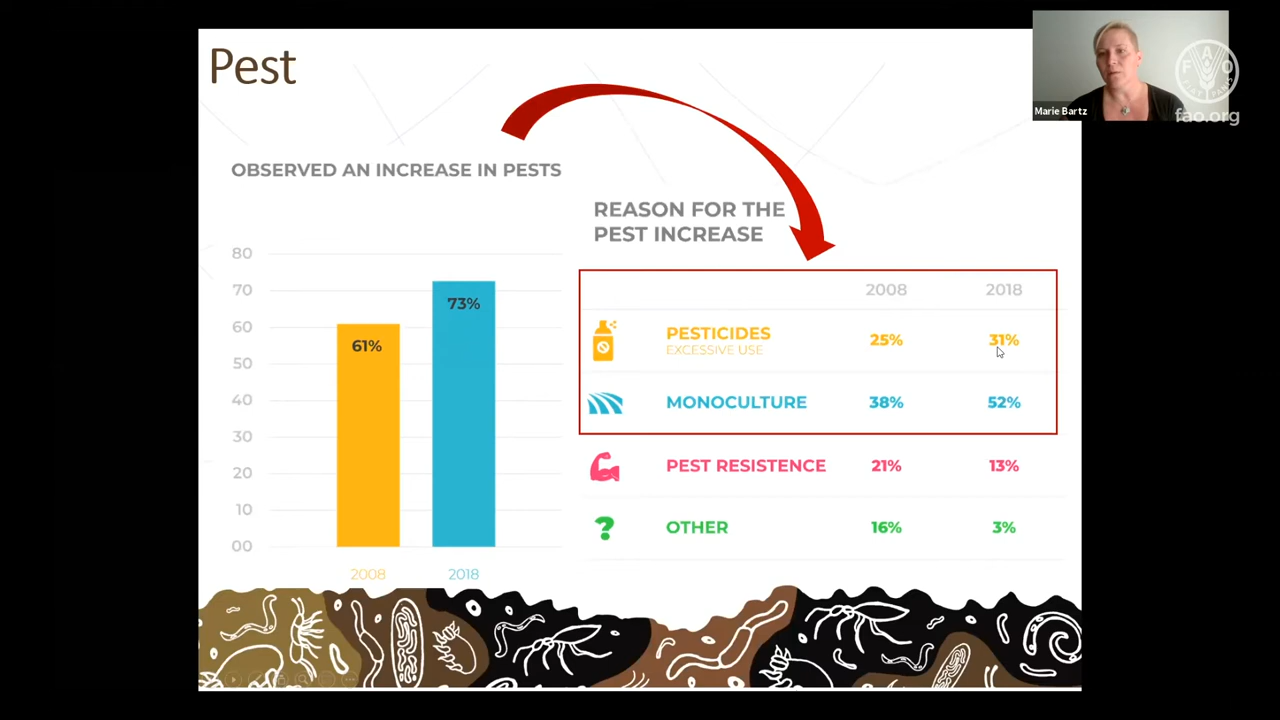 Pest
Marie Bartz
F A O
FIAT PANIS
fao.org
OBSERVED AN INCREASE IN PESTS
80
70
60
50
40
30
20
10
00
61%
73%
2008
2018
REASON FOR THE
PEST INCREASE
2008 2018
PESTICIDES 25% 31%
EXCESSIVE USE
MONOCULTURE 38% 52%
PEST RESISTENCE 21% 13%
? OTHER 16% 3%